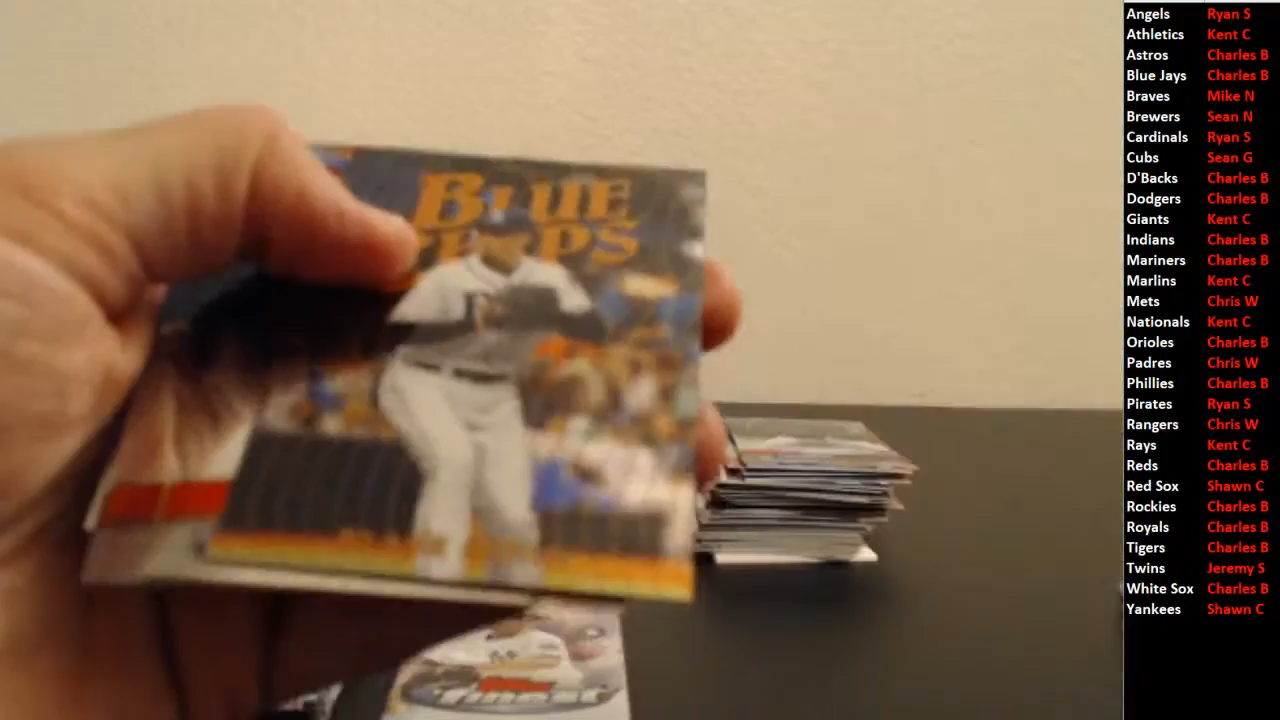 BLUE
CHIPS
FINEST
Angels Ryan S
Athletics Kent C
Astros Charles B
Blue Jays Charles B
Braves Mike N
Brewers Sean N
Cardinals Ryan S
Cubs Sean G
D'Backs Charles B
Dodgers Charles B
Giants Kent C
Indians Charles B
Mariners Charles B
Marlins Kent C
Mets Chris W
Nationals Kent C
Orioles Charles B
Padres Chris W
Phillies Charles B
Pirates Ryan S
Rangers Chris W
Rays Kent C
Reds Charles B
Red Sox Shawn C
Rockies Charles B
Royals Charles B
Tigers Charles B
Twins Jeremy S
White Sox Charles B
Yankees Shawn C